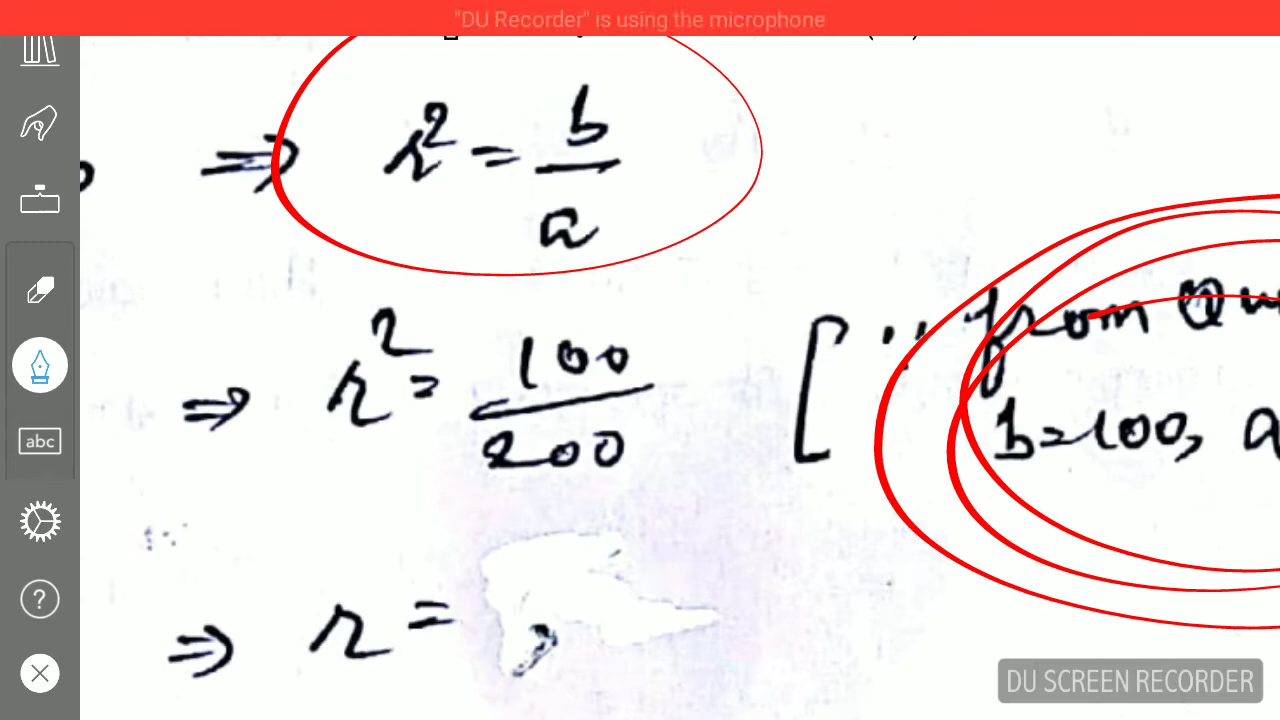 "DU Recorder" is using the microphone
⇒ r² = b/a
⇒ r² = 100/200 [∵ from
b=100, a
⇒ r =
abc
?
DU SCREEN RECORDER